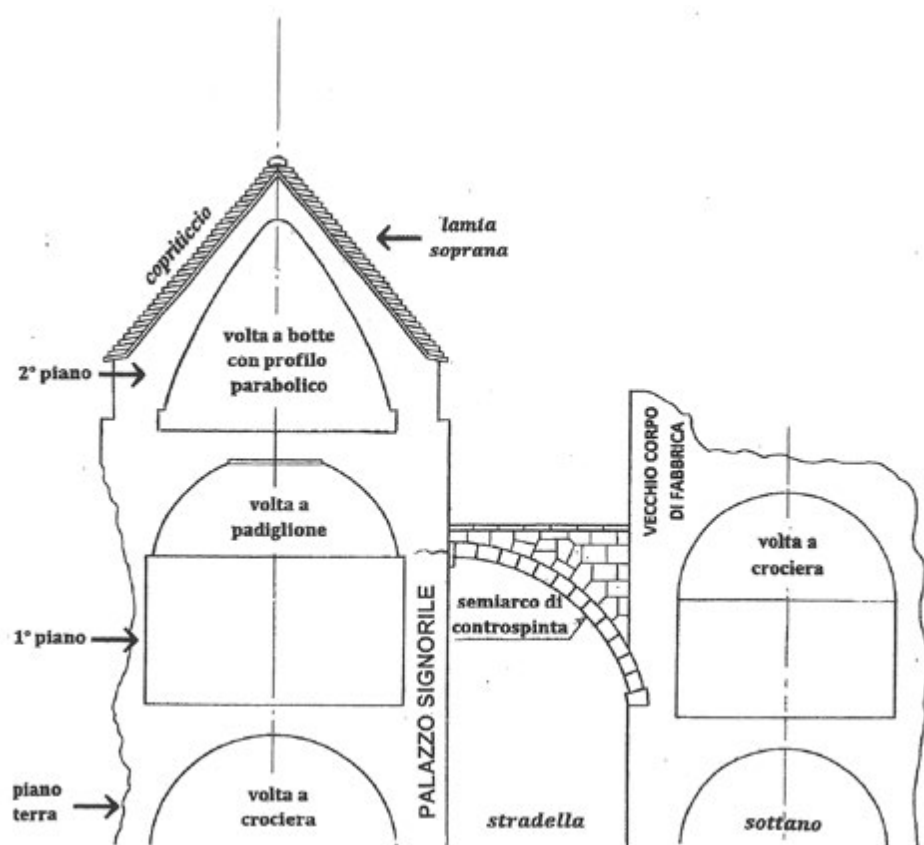 copriticcio
lamia
soprana
volta a botte
con profilo
parabolico
2° piano
VECCHIO CORPO
DI FABBRICA
volta a
padiglione
volta a
crociera
semiarco di
controspinta
1° piano
PALAZZO SIGNORILE
piano
terra
volta a
crociera
stradella
sottano